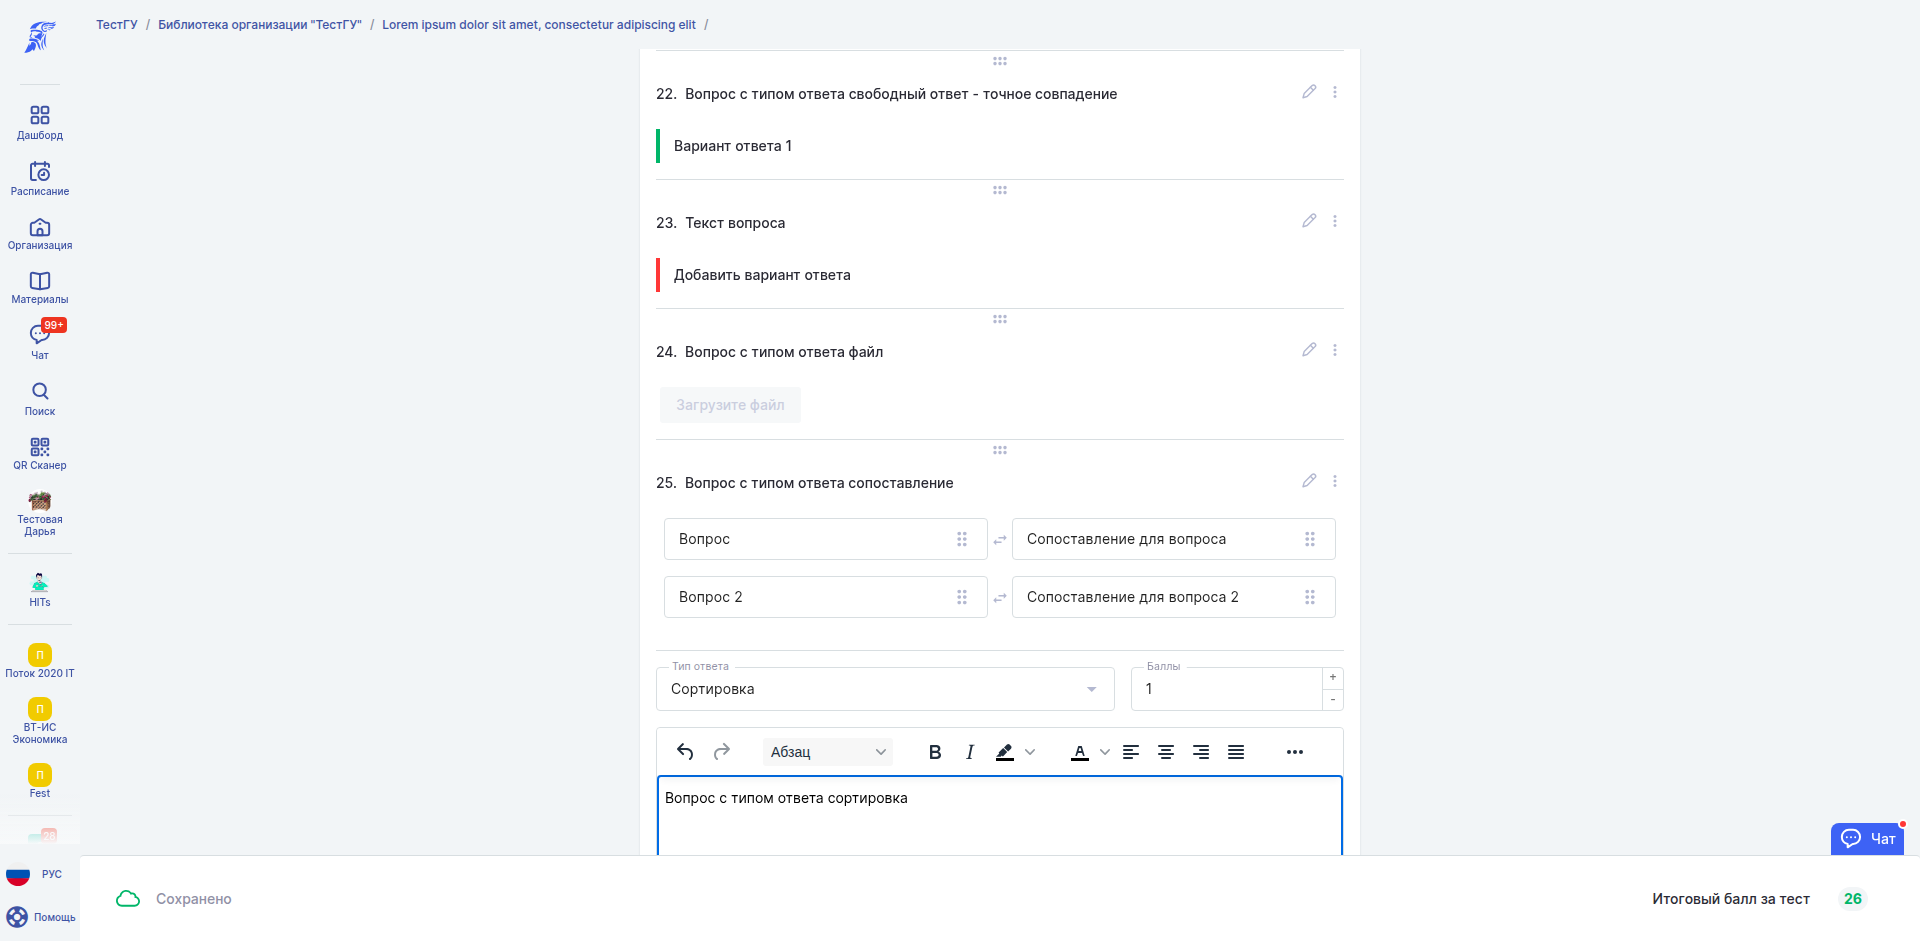 ТестГУ / Библиотека организации "ТестГУ" / Lorem ipsum dolor sit amet, consectetur adipiscing elit /
Дашборд
Расписание
Организация
Материалы
99+
Чат
Поиск
QR Сканер
Тестовая
Дарья
HITs
П
Поток 2020 IT
П
ВТ-ИС
Экономика
П
Fest
28
РУС
Помощь
22. Вопрос с типом ответа свободный ответ - точное совпадение
Вариант ответа 1
23. Текст вопроса
Добавить вариант ответа
24. Вопрос с типом ответа файл
Загрузите файл
25. Вопрос с типом ответа сопоставление
Вопрос
Сопоставление для вопроса
Вопрос 2
Сопоставление для вопроса 2
Тип ответа
Сортировка
Баллы
1
+
-
Абзац
B I A
Вопрос с типом ответа сортировка
Чат
Сохранено
Итоговый балл за тест 26